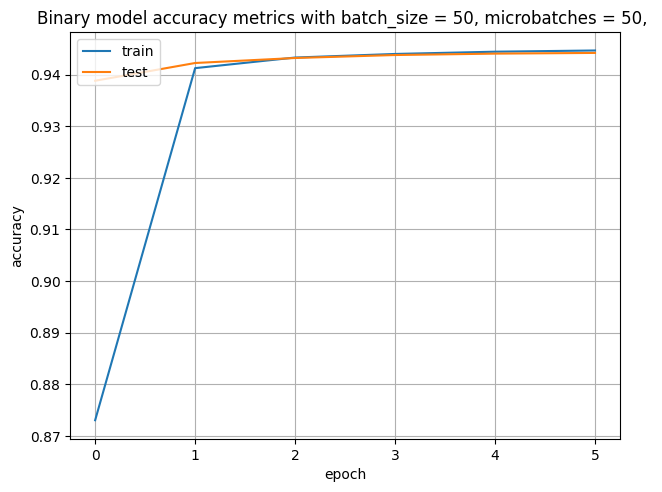 Binary model accuracy metrics with batch_size = 50, microbatches = 50,
train
test
0.94
0.93
0.92
0.91
0.90
0.89
0.88
0.87
accuracy
0 1 2 3 4 5
epoch